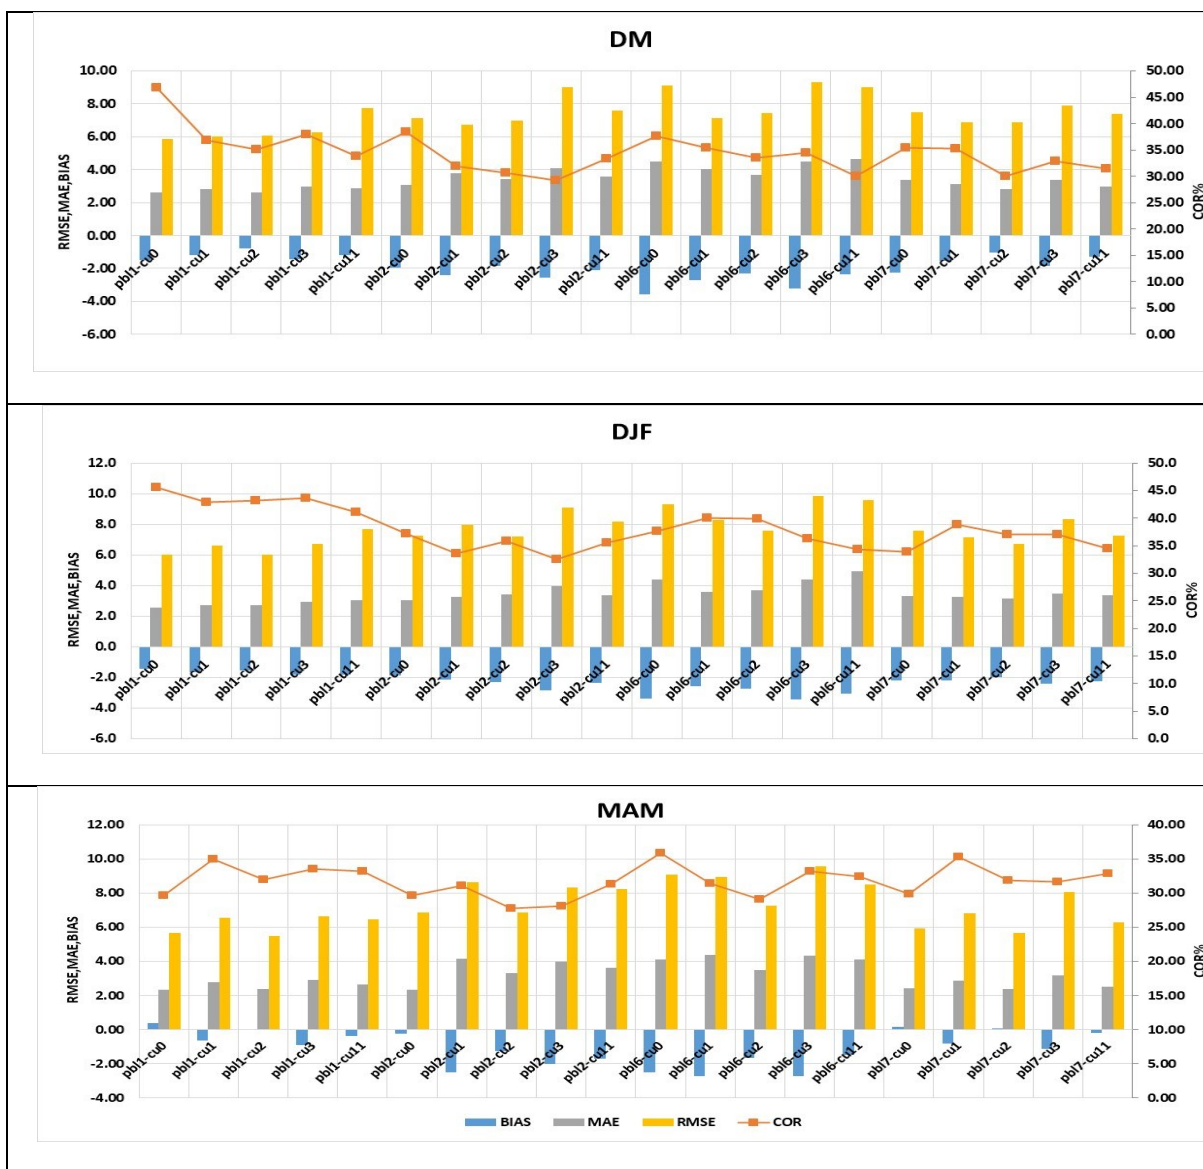 DM
RMSE,MAE,BIAS
10.00
8.00
6.00
4.00
2.00
0.00
-2.00
-4.00
-6.00
pbl1-cu0
pbl1-cu1
pbl1-cu2
pbl1-cu3
pbl1-cu11
pbl2-cu0
pbl2-cu1
pbl2-cu2
pbl2-cu3
pbl2-cu11
pbl6-cu0
pbl6-cu1
pbl6-cu2
pbl6-cu3
pbl6-cu11
pbl7-cu0
pbl7-cu1
pbl7-cu2
pbl7-cu3
pbl7-cu11
50.00
45.00
40.00
35.00
30.00
25.00
20.00
15.00
10.00
5.00
0.00
COR%
DJF
RMSE,MAE,BIAS
12.0
10.0
8.0
6.0
4.0
2.0
0.0
-2.0
-4.0
-6.0
pbl1-cu0
pbl1-cu1
pbl1-cu2
pbl1-cu3
pbl1-cu11
pbl2-cu0
pbl2-cu1
pbl2-cu2
pbl2-cu3
pbl2-cu11
pbl6-cu0
pbl6-cu1
pbl6-cu2
pbl6-cu3
pbl6-cu11
pbl7-cu0
pbl7-cu1
pbl7-cu2
pbl7-cu3
pbl7-cu11
50.0
45.0
40.0
35.0
30.0
25.0
20.0
15.0
10.0
5.0
0.0
COR%
MAM
RMSE,MAE,BIAS
12.00
10.00
8.00
6.00
4.00
2.00
0.00
-2.00
-4.00
pbl1-cu0
pbl1-cu1
pbl1-cu2
pbl1-cu3
pbl1-cu11
pbl2-cu0
pbl2-cu1
pbl2-cu2
pbl2-cu3
pbl2-cu11
pbl6-cu0
pbl6-cu1
pbl6-cu2
pbl6-cu3
pbl6-cu11
pbl7-cu0
pbl7-cu1
pbl7-cu2
pbl7-cu3
pbl7-cu11
40.00
35.00
30.00
25.00
20.00
15.00
10.00
5.00
0.00
COR%
BIAS MAE RMSE COR